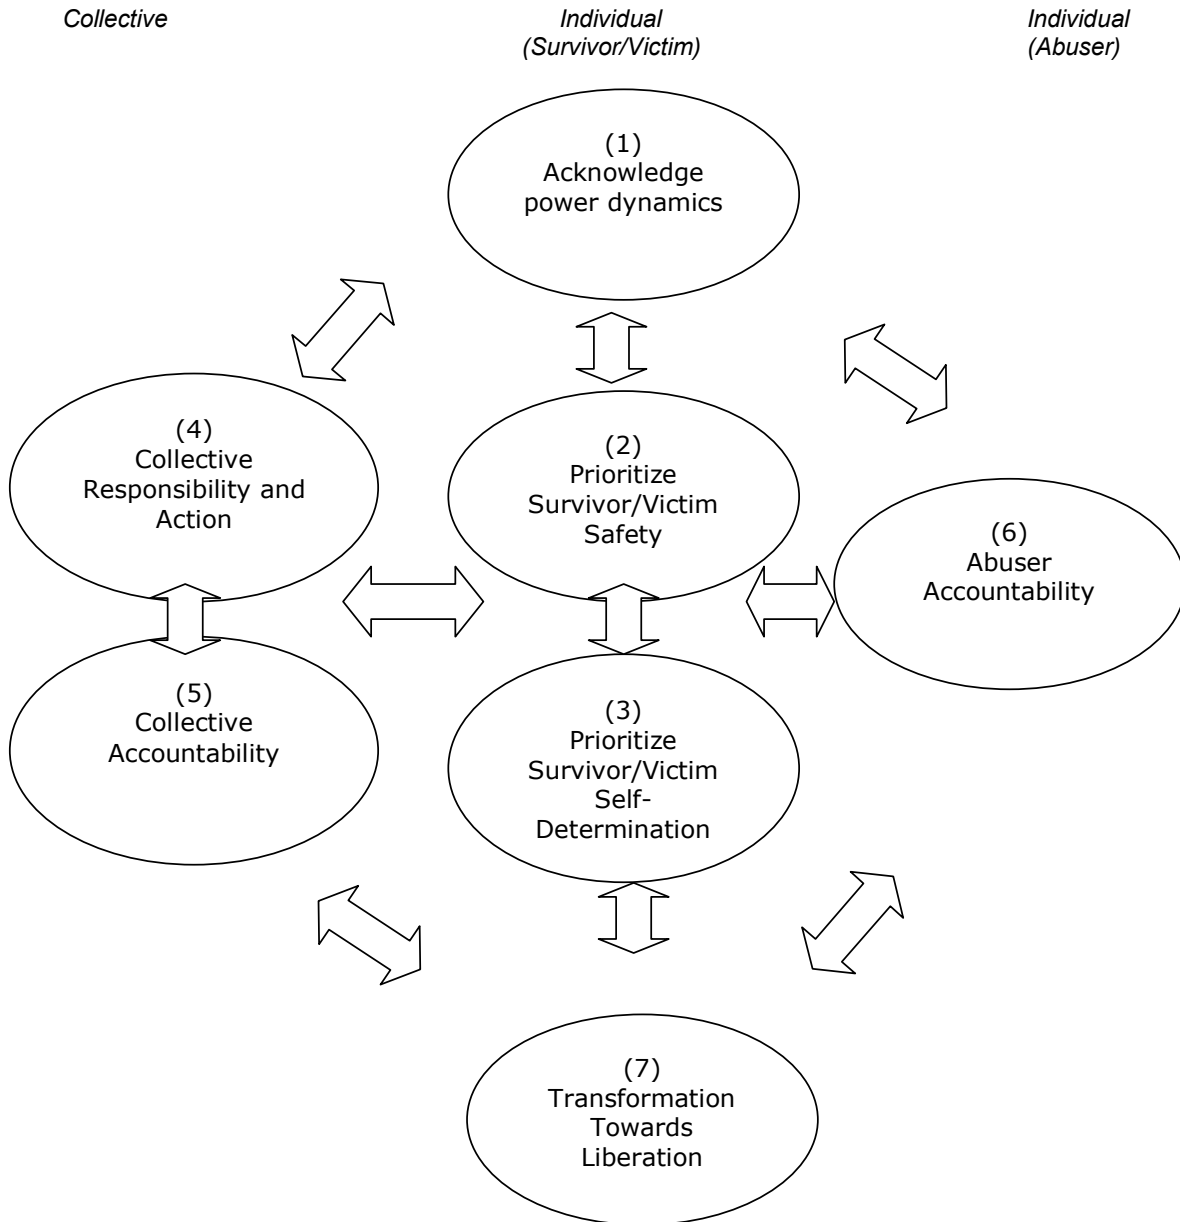 Collective
Individual
(Survivor/Victim)
Individual
(Abuser)
(1)
Acknowledge
power dynamics
(4)
Collective
Responsibility and
Action
(2)
Prioritize
Survivor/Victim
Safety
(6)
Abuser
Accountability
(5)
Collective
Accountability
(3)
Prioritize
Survivor/Victim
Self-
Determination
(7)
Transformation
Towards
Liberation